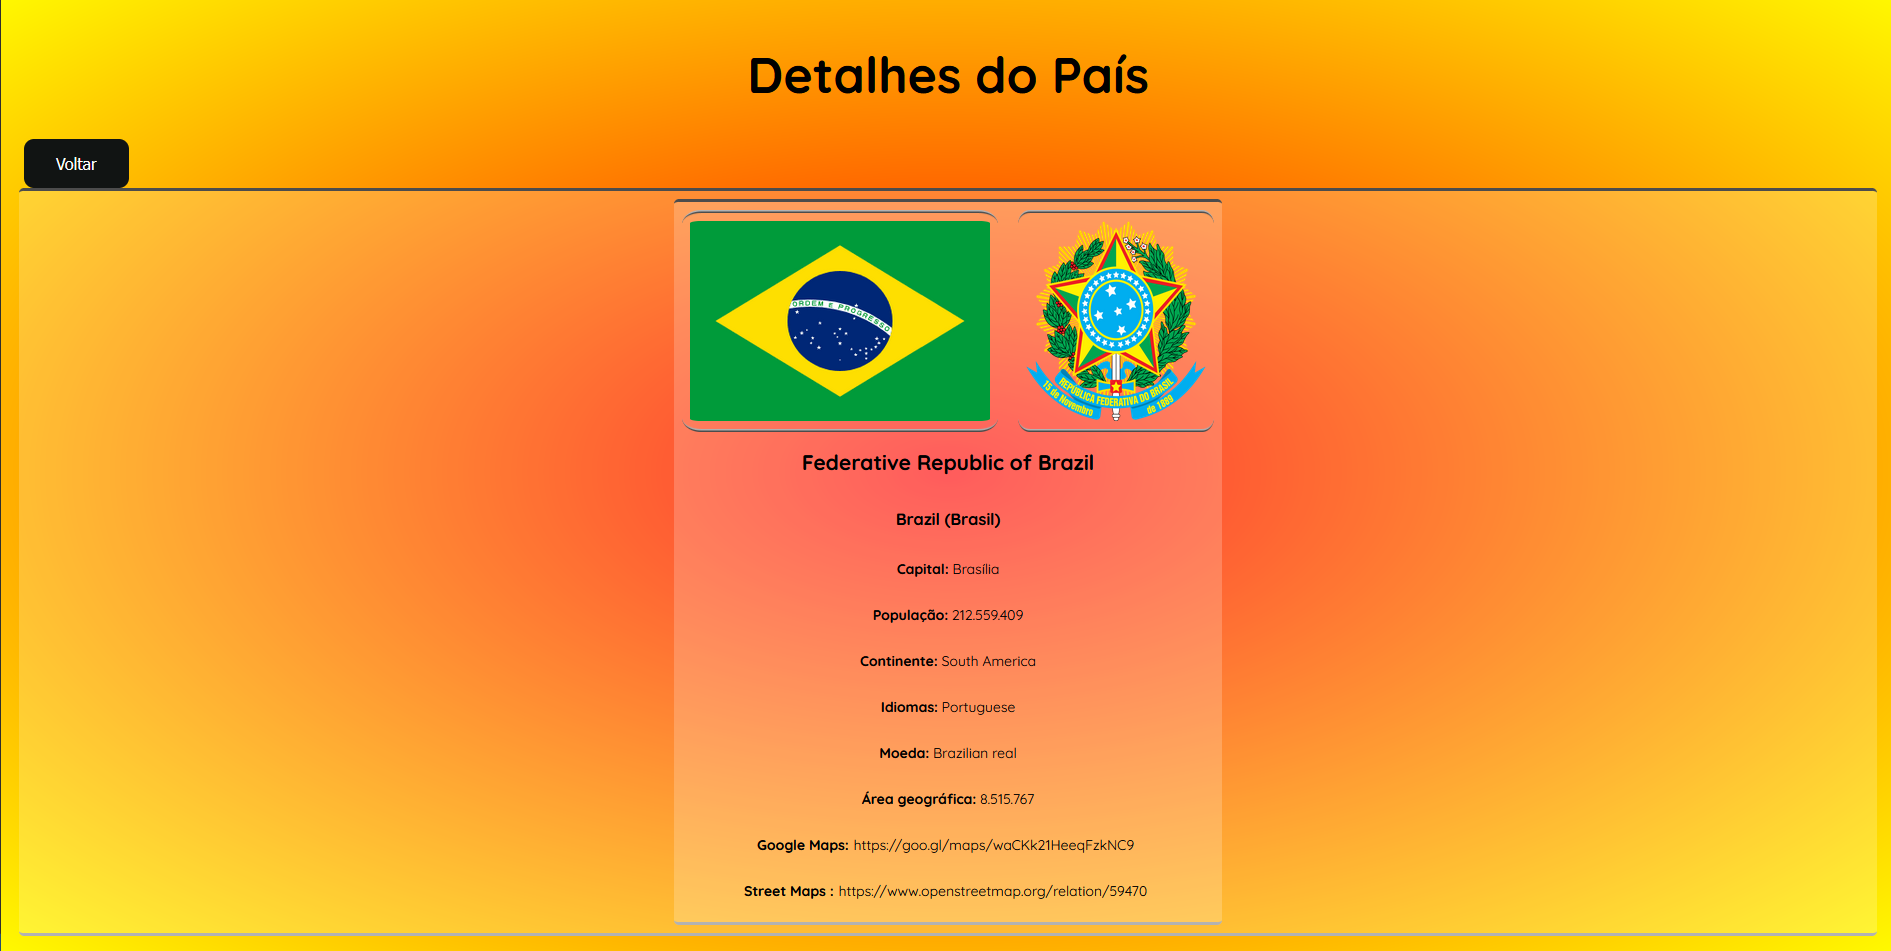 Detalhes do País
Voltar
ORDEM E PROGRESSO
REPÚBLICA FEDERATIVA DO BRASIL
15 de Novembro
de 1889
Federative Republic of Brazil
Brazil (Brasil)
Capital: Brasília
População: 212.559.409
Continente: South America
Idiomas: Portuguese
Moeda: Brazilian real
Área geográfica: 8.515.767
Google Maps: https://goo.gl/maps/waCKk21HeeqFzkNC9
Street Maps : https://www.openstreetmap.org/relation/59470